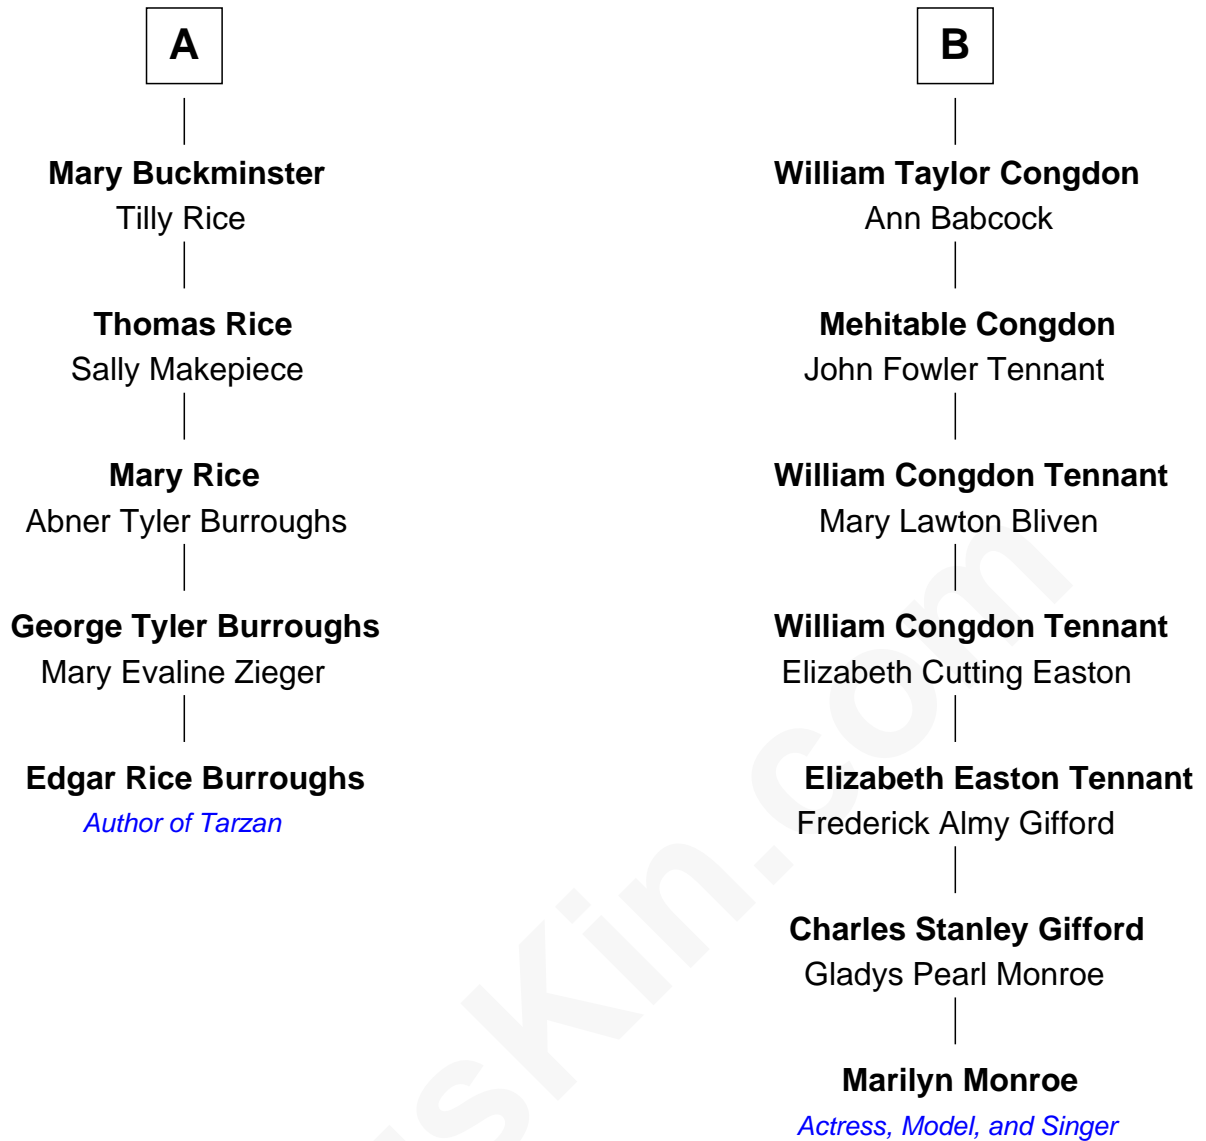 A
Mary Buckminster
Tilly Rice
Thomas Rice
Sally Makepiece
Mary Rice
Abner Tyler Burroughs
George Tyler Burroughs
Mary Evaline Zieger
Edgar Rice Burroughs
Author of Tarzan
B
William Taylor Congdon
Ann Babcock
Mehitable Congdon
John Fowler Tennant
William Congdon Tennant
Mary Lawton Bliven
William Congdon Tennant
Elizabeth Cutting Easton
Elizabeth Easton Tennant
Frederick Almy Gifford
Charles Stanley Gifford
Gladys Pearl Monroe
Marilyn Monroe
Actress, Model, and Singer